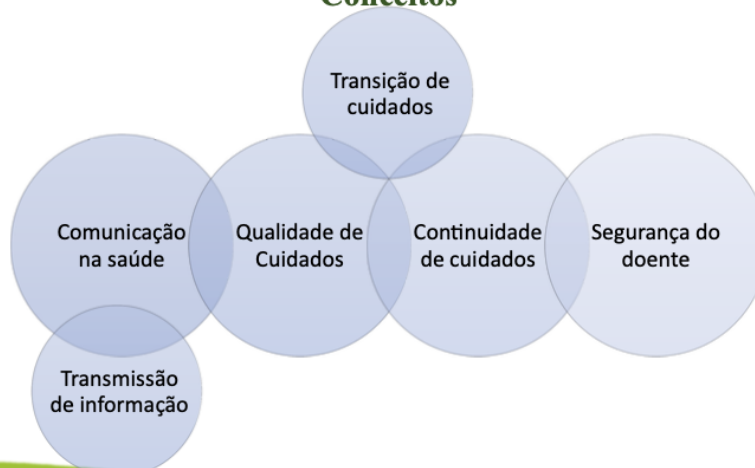 Conceitos
Transição de
cuidados
Comunicação
na saúde
Qualidade de
Cuidados
Continuidade
de cuidados
Segurança do
doente
Transmissão
de informação